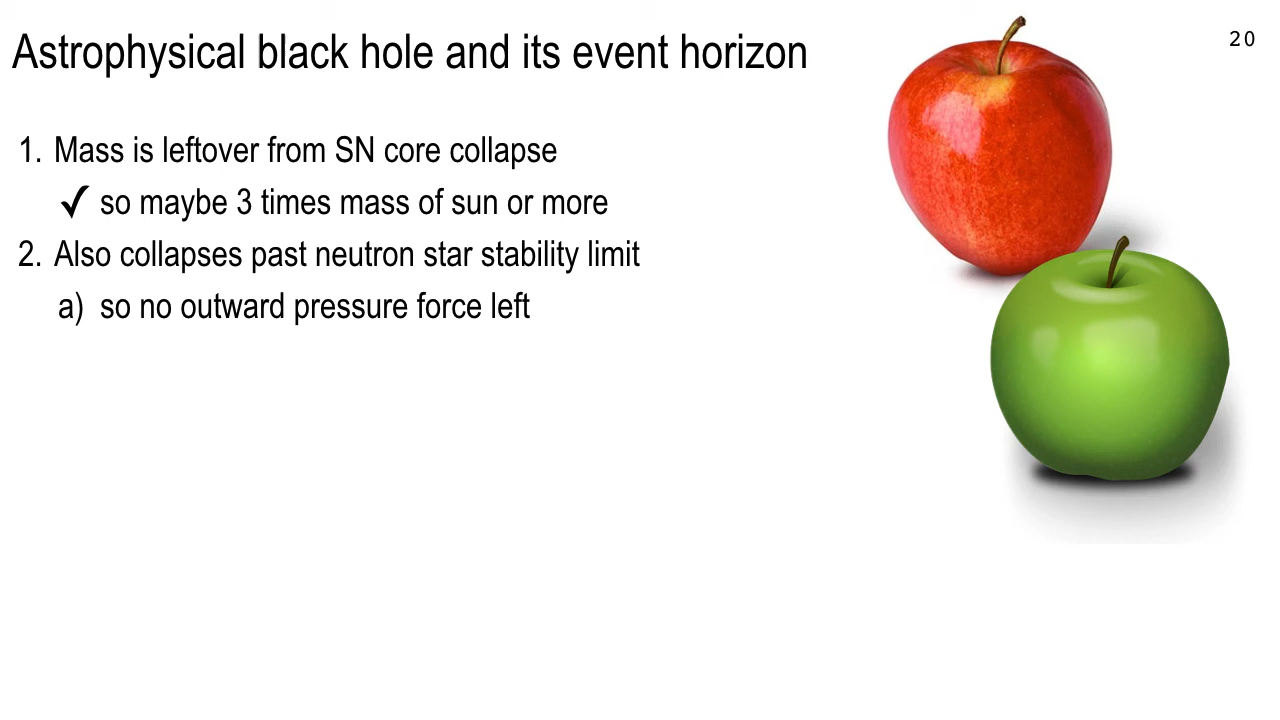 Astrophysical black hole and its event horizon
20
1. Mass is leftover from SN core collapse
✓ so maybe 3 times mass of sun or more
2. Also collapses past neutron star stability limit
a) so no outward pressure force left